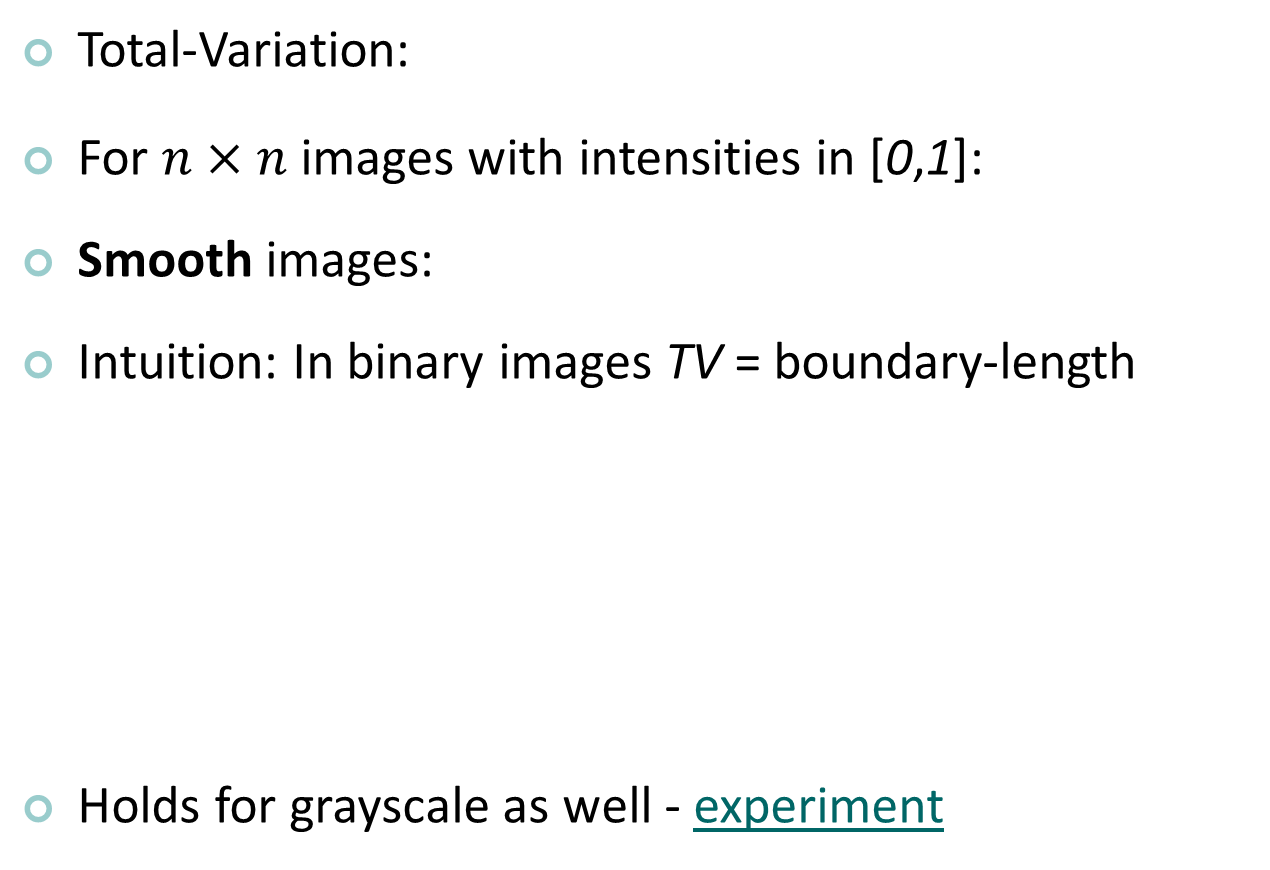 Total-Variation:
For n × n images with intensities in [0,1]:
Smooth images:
Intuition: In binary images TV = boundary-length
Holds for grayscale as well - experiment